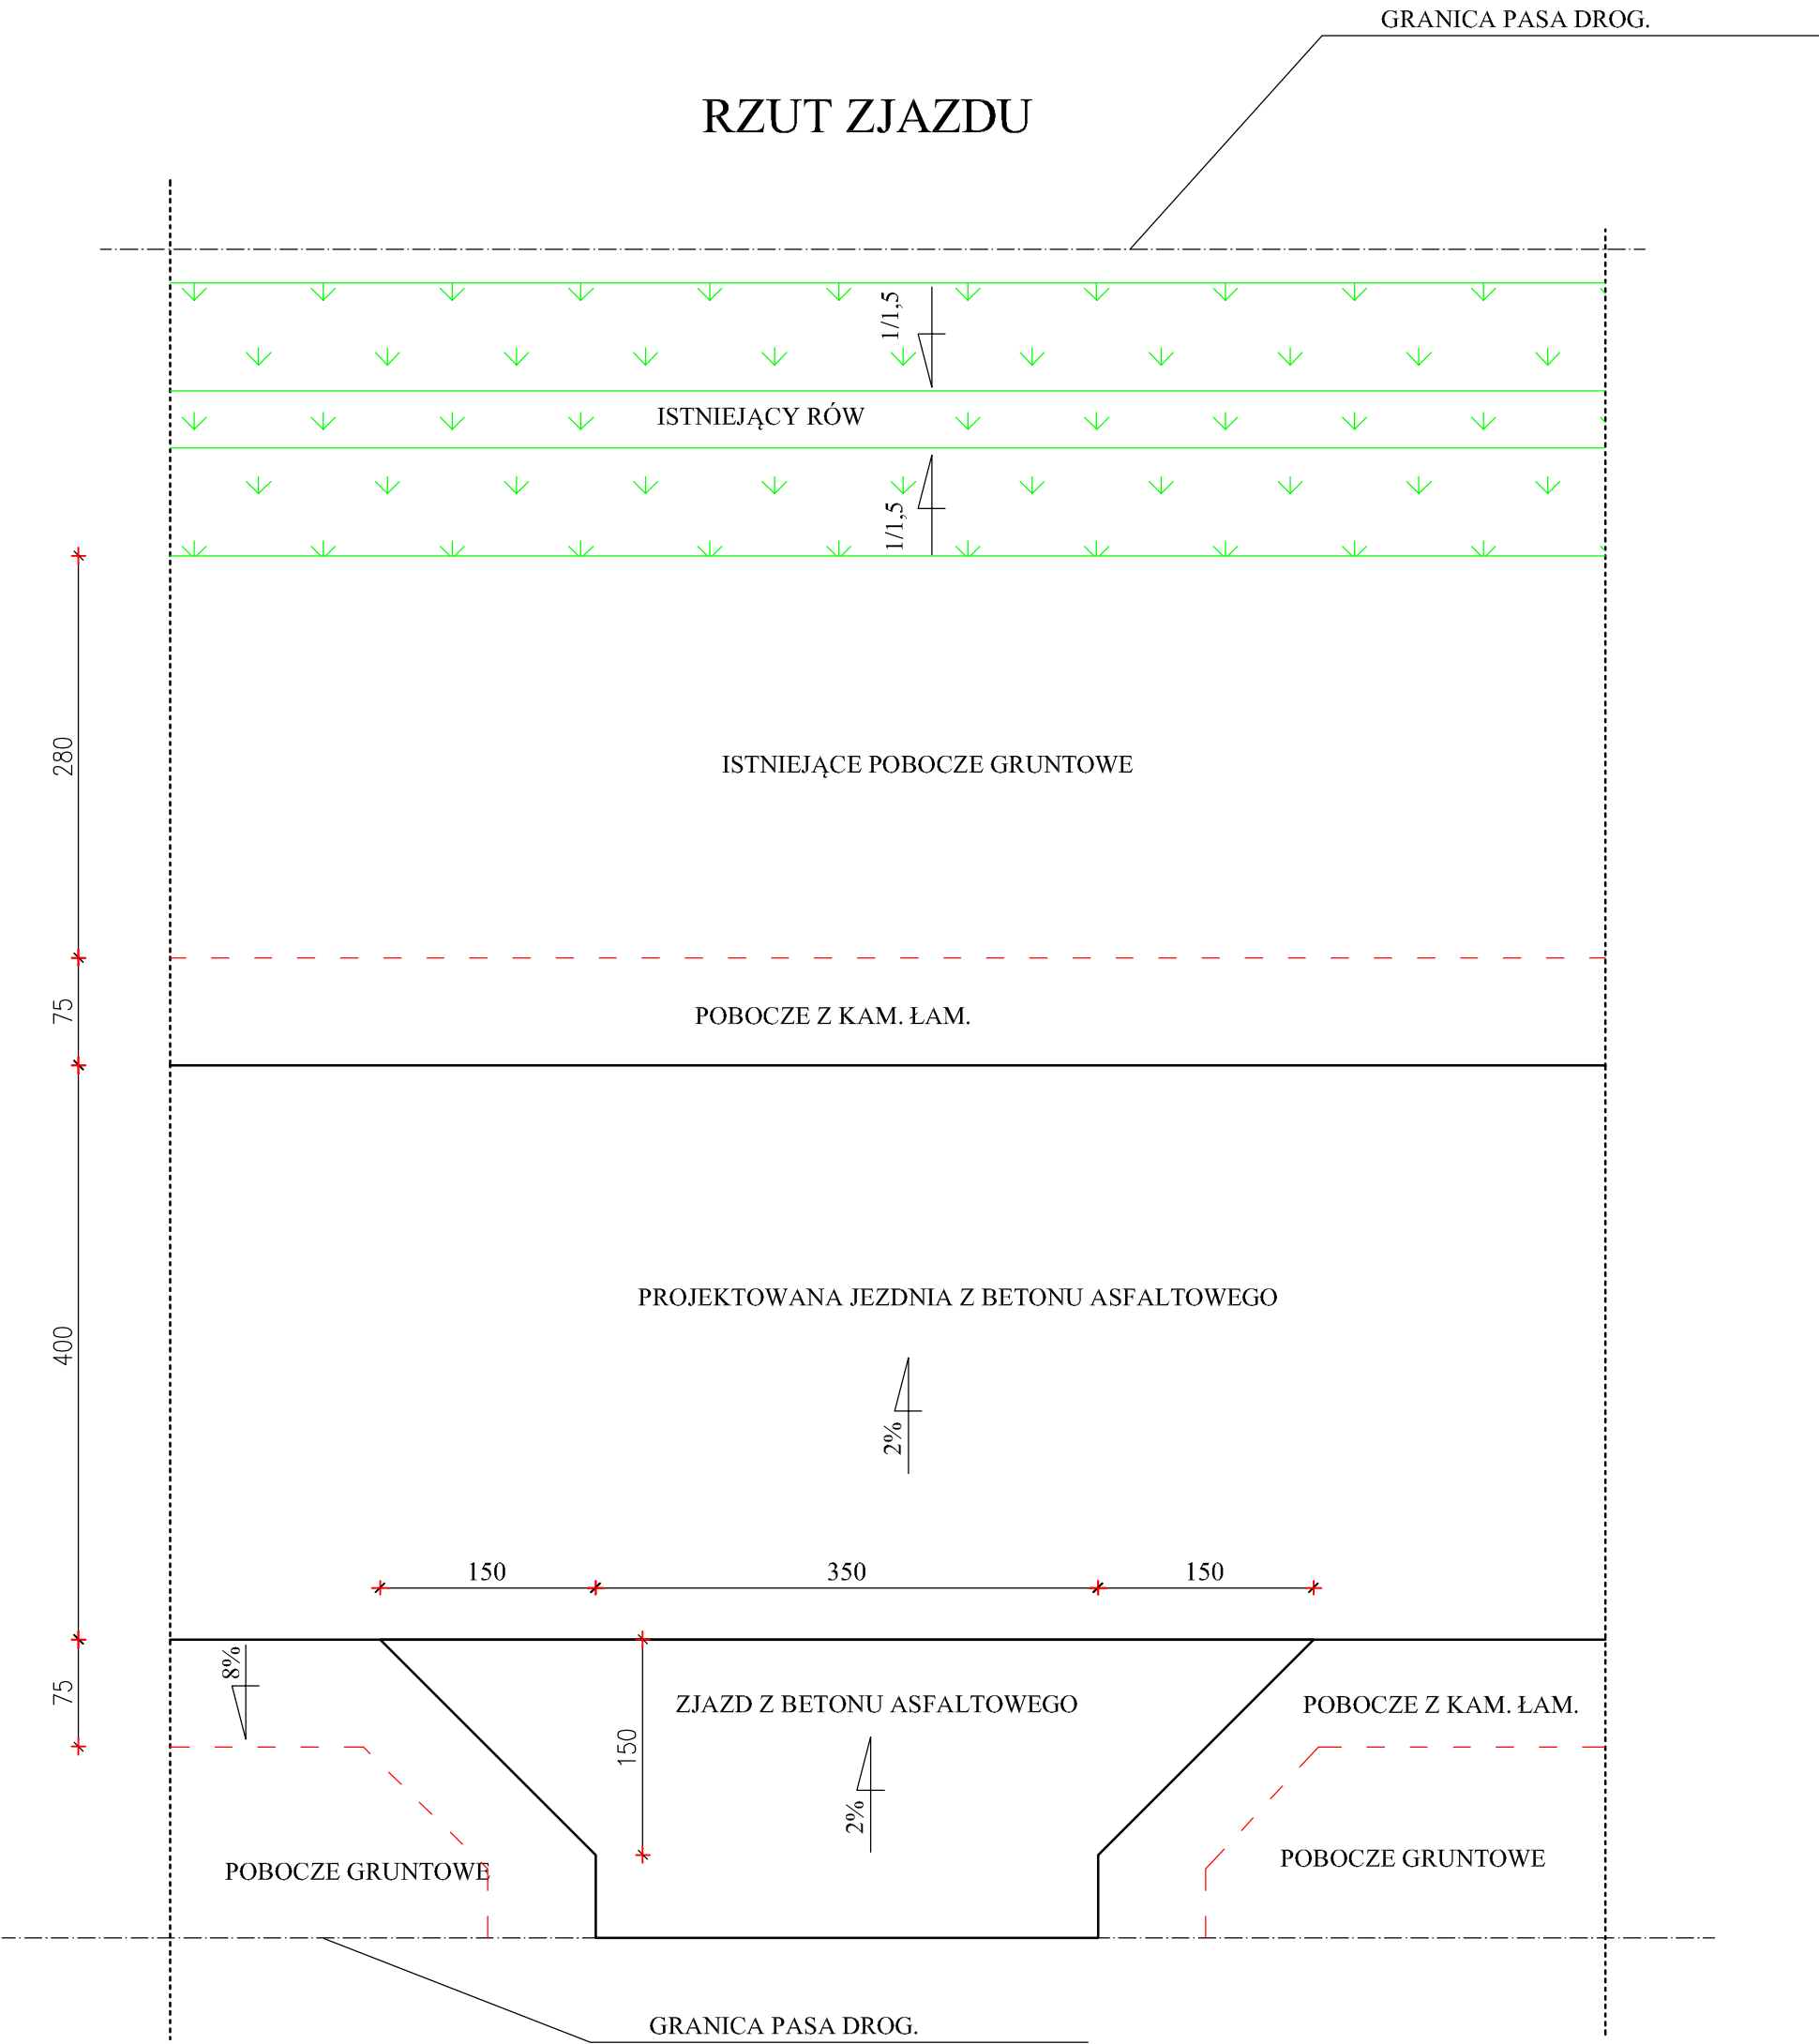 GRANICA PASA DROG.
RZUT ZJAZDU
1/1,5
ISTNIEJĄCY RÓW
1/1,5
280
ISTNIEJĄCE POBOCZE GRUNTOWE
75
POBOCZE Z KAM. ŁAM.
PROJEKTOWANA JEZDNIA Z BETONU ASFALTOWEGO
400
2%
150
350
150
8%
75
ZJAZD Z BETONU ASFALTOWEGO
POBOCZE Z KAM. ŁAM.
150
2%
POBOCZE GRUNTOWE
POBOCZE GRUNTOWE
GRANICA PASA DROG.